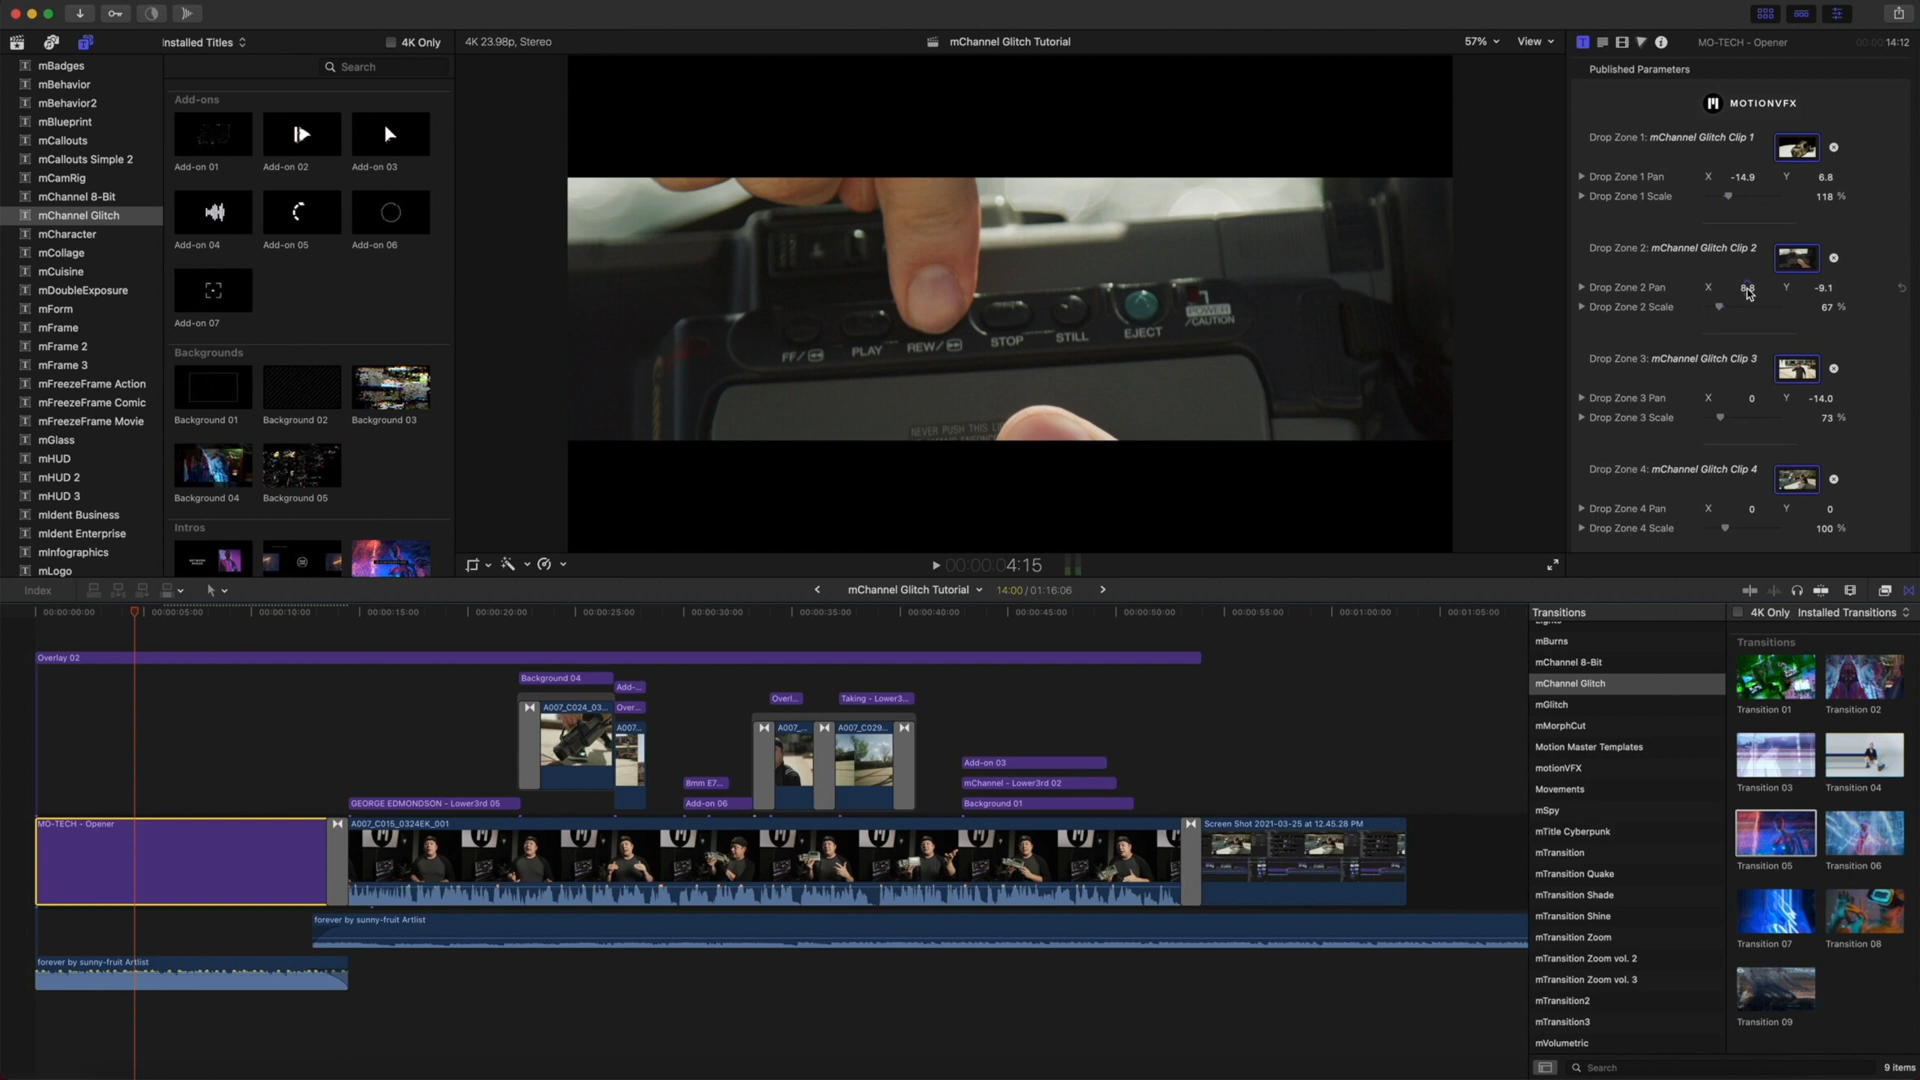 Installed Titles
4K Only
4K 23.98p, Stereo
mChannel Glitch Tutorial
57%
View
MO-TECH - Opener
00:00:14:12
Search
Published Parameters
mBadges
mBehavior
mBehavior2
mBlueprint
mCallouts
mCallouts Simple 2
mCamRig
mChannel 8-Bit
mChannel Glitch
mCharacter
mCollage
mCuisine
mDoubleExposure
mForm
mFrame
mFrame 2
mFrame 3
mFreezeFrame Action
mFreezeFrame Comic
mFreezeFrame Movie
mGlass
mHUD
mHUD 2
mHUD 3
mIdent Business
mIdent Enterprise
mInfographics
mLogo
Add-ons
Add-on 01
Add-on 02
Add-on 03
Add-on 04
Add-on 05
Add-on 06
Add-on 07
Backgrounds
Background 01
Background 02
Background 03
Background 04
Background 05
Intros
FF/
PLAY
REW/
STOP
STILL
EJECT
POWER
/CAUTION
NEVER PUSH THIS
MOTIONVFX
Drop Zone 1: mChannel Glitch Clip 1
Drop Zone 1 Pan X -14.9 Y 6.8
Drop Zone 1 Scale 118 %
Drop Zone 2: mChannel Glitch Clip 2
Drop Zone 2 Pan X 8.8 Y -9.1
Drop Zone 2 Scale 67 %
Drop Zone 3: mChannel Glitch Clip 3
Drop Zone 3 Pan X 0 Y -14.0
Drop Zone 3 Scale 73 %
Drop Zone 4: mChannel Glitch Clip 4
Drop Zone 4 Pan X 0 Y 0
Drop Zone 4 Scale 100 %
00:00:04:15
Index
mChannel Glitch Tutorial
14:00 / 01:16:06
00:00:00:00
00:00:05:00
00:00:10:00
00:00:15:00
00:00:20:00
00:00:25:00
00:00:30:00
00:00:35:00
00:00:40:00
00:00:45:00
00:00:50:00
00:00:55:00
00:01:00:00
00:01:05:00
Overlay 02
Background 04
Add-...
Overl...
Taking - Lower3...
A007_C024_03...
Over...
A007...
A007_...
A007_C029...
Add-on 03
8mm E7...
mChannel - Lower3rd 02
GEORGE EDMONDSON - Lower3rd 05
Add-on 06
Background 01
MO-TECH - Opener
A007_C015_0324EK_001
Screen Shot 2021-03-25 at 12.45.28 PM
forever by sunny-fruit Artlist
forever by sunny-fruit Artlist
Transitions
4K Only
Installed Transitions
Lights
mBurns
mChannel 8-Bit
mChannel Glitch
mGlitch
mMorphCut
Motion Master Templates
motionVFX
Movements
mSpy
mTitle Cyberpunk
mTransition
mTransition Quake
mTransition Shade
mTransition Shine
mTransition Zoom
mTransition Zoom vol. 2
mTransition Zoom vol. 3
mTransition2
mTransition3
mVolumetric
Transitions
Transition 01
Transition 02
Transition 03
Transition 04
Transition 05
Transition 06
Transition 07
Transition 08
Transition 09
Search
9 items